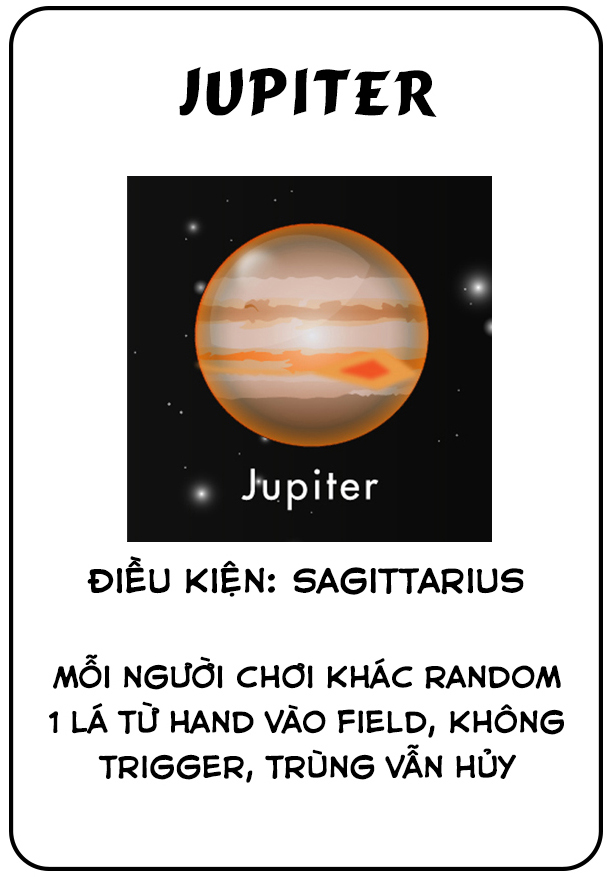 JUPITER
Jupiter
ĐIỀU KIỆN: SAGITTARIUS
MỖI NGƯỜI CHƠI KHÁC RANDOM
1 LÁ TỪ HAND VÀO FIELD, KHÔNG
TRIGGER, TRÙNG VẪN HỦY